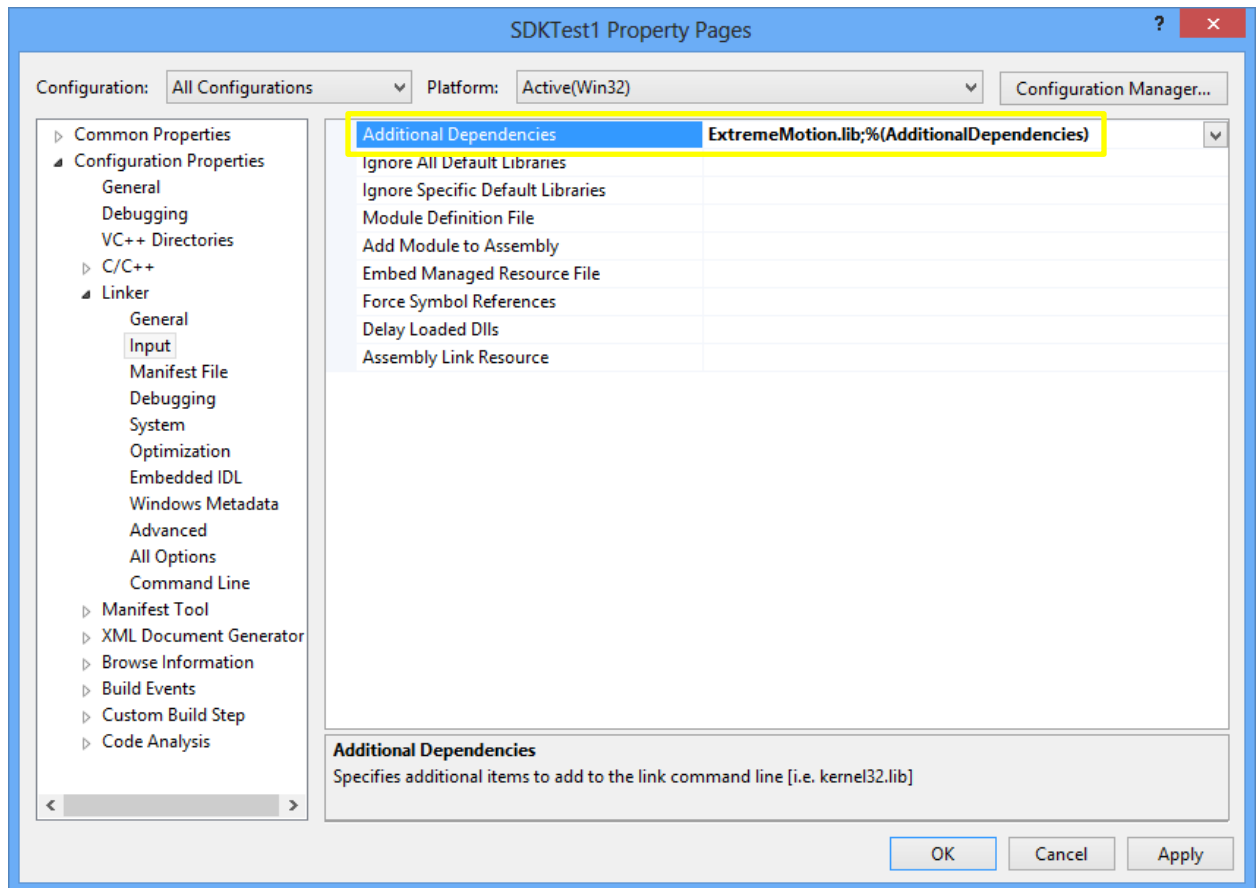 SDKTest1 Property Pages
?
Configuration: All Configurations Platform: Active(Win32) Configuration Manager...
Common Properties
Configuration Properties
General
Debugging
VC++ Directories
C/C++
Linker
General
Input
Manifest File
Debugging
System
Optimization
Embedded IDL
Windows Metadata
Advanced
All Options
Command Line
Manifest Tool
XML Document Generator
Browse Information
Build Events
Custom Build Step
Code Analysis
Additional Dependencies ExtremeMotion.lib;%(AdditionalDependencies)
Ignore All Default Libraries
Ignore Specific Default Libraries
Module Definition File
Add Module to Assembly
Embed Managed Resource File
Force Symbol References
Delay Loaded Dlls
Assembly Link Resource
Additional Dependencies
Specifies additional items to add to the link command line [i.e. kernel32.lib]
OK Cancel Apply